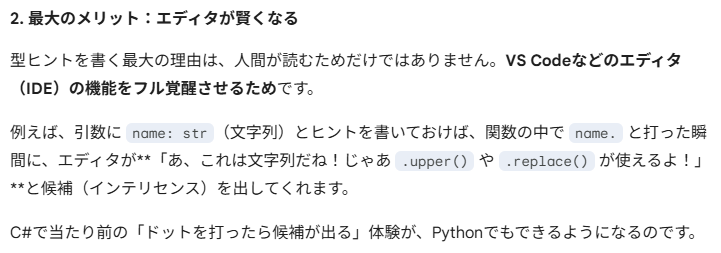 2. 最大のメリット：エディタが賢くなる
型ヒントを書く最大の理由は、人間が読むためだけではありません。VS Codeなどのエディタ
（IDE）の機能をフル覚醒させるためです。
例えば、引数に name: str （文字列）とヒントを書いておけば、関数の中で name. と打った瞬
間に、エディタが**「あ、これは文字列だね！じゃあ .upper() や .replace() が使えるよ！」
**と候補（インテリセンス）を出してくれます。
C#で当たり前の「ドットを打ったら候補が出る」体験が、Pythonでもできるようになるのです。